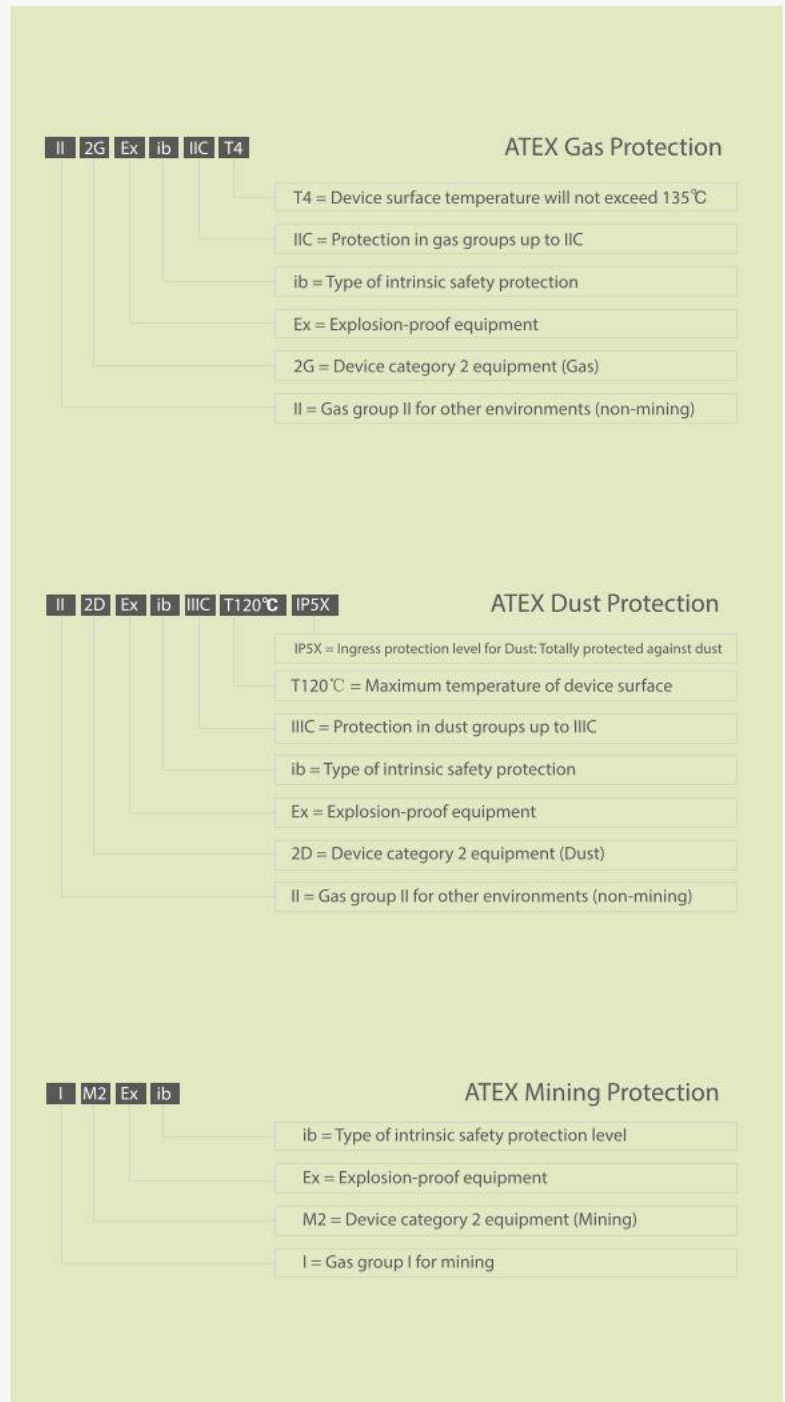 II 2G Ex ib IIC T4
ATEX Gas Protection
T4 = Device surface temperature will not exceed 135℃
IIC = Protection in gas groups up to IIC
ib = Type of intrinsic safety protection
Ex = Explosion-proof equipment
2G = Device category 2 equipment (Gas)
II = Gas group II for other environments (non-mining)
II 2D Ex ib IIIC T120℃ IP5X
ATEX Dust Protection
IP5X = Ingress protection level for Dust: Totally protected against dust
T120℃ = Maximum temperature of device surface
IIIC = Protection in dust groups up to IIIC
ib = Type of intrinsic safety protection
Ex = Explosion-proof equipment
2D = Device category 2 equipment (Dust)
II = Gas group II for other environments (non-mining)
I M2 Ex ib
ATEX Mining Protection
ib = Type of intrinsic safety protection level
Ex = Explosion-proof equipment
M2 = Device category 2 equipment (Mining)
I = Gas group I for mining